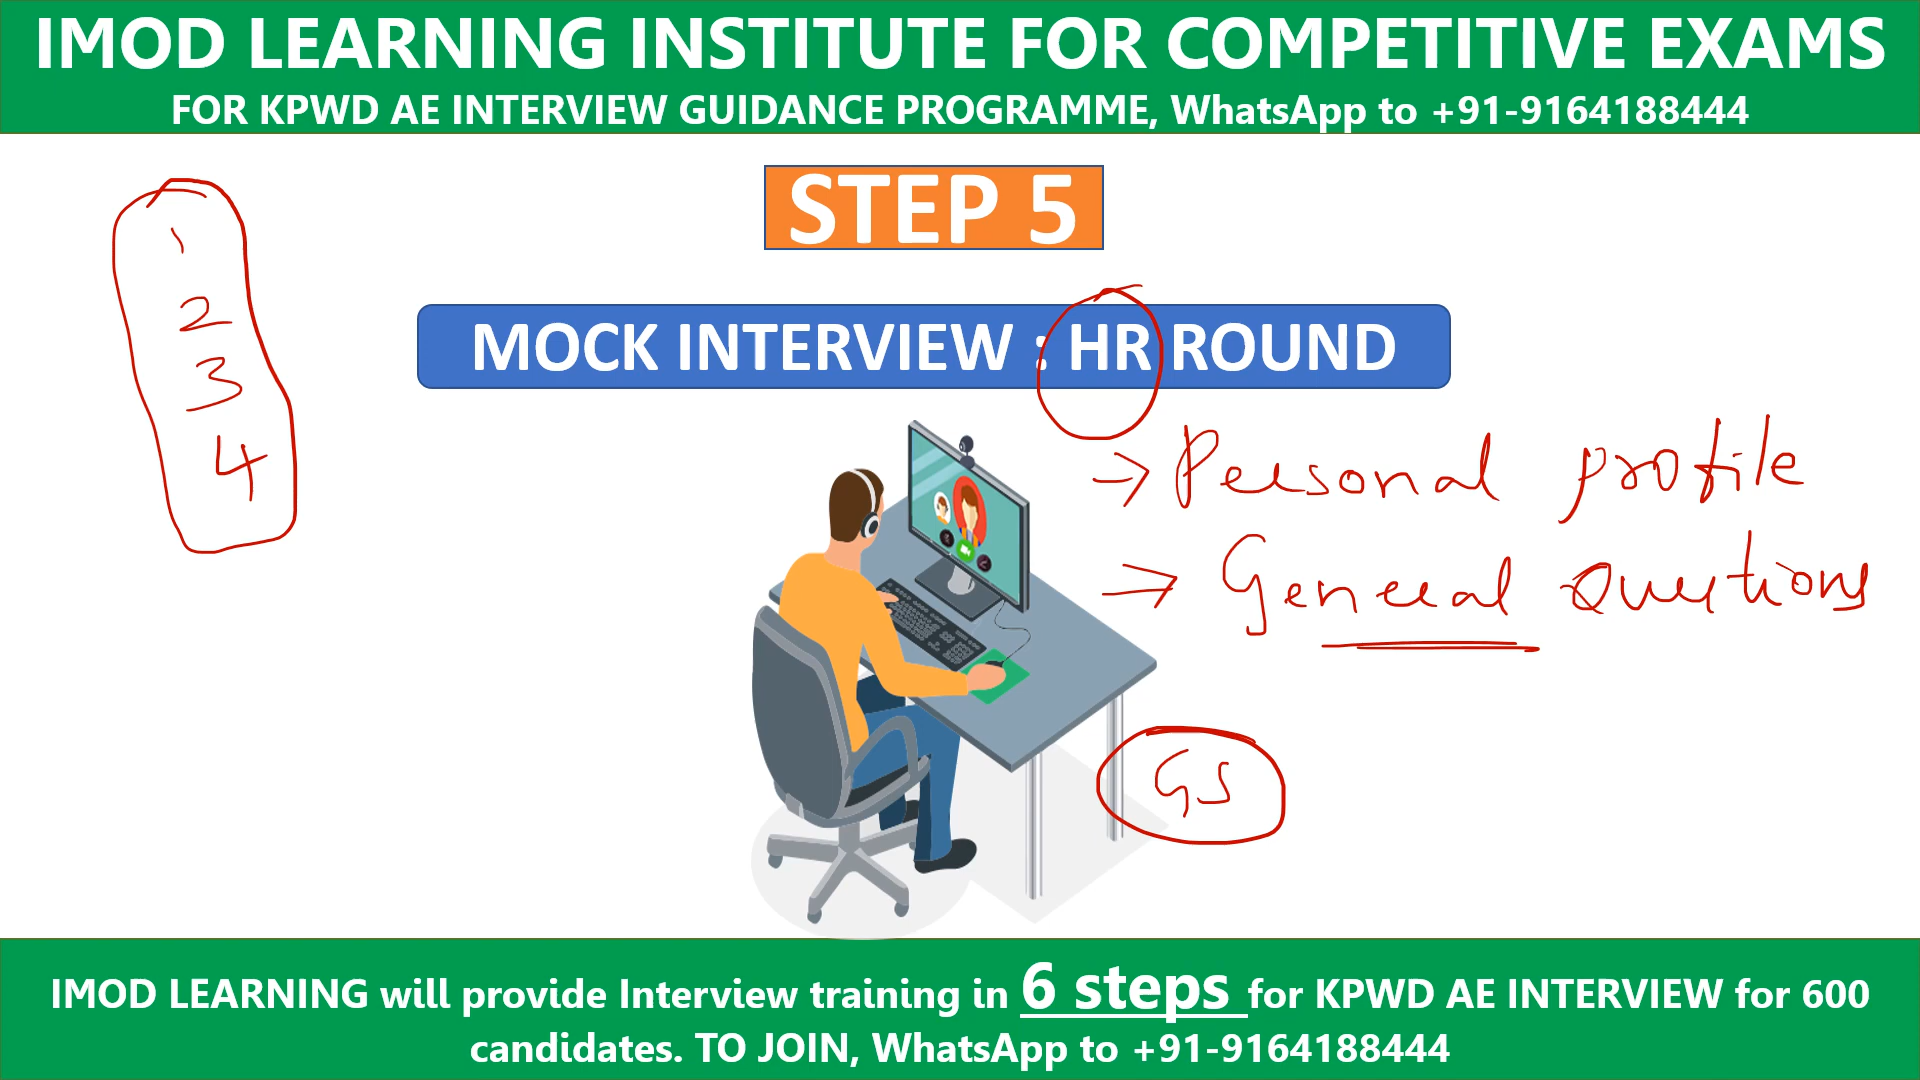 IMOD LEARNING INSTITUTE FOR COMPETITIVE EXAMS
FOR KPWD AE INTERVIEW GUIDANCE PROGRAMME, WhatsApp to +91-9164188444
STEP 5
MOCK INTERVIEW : HR ROUND
1
2
3
4
→ Personal profile
→ General questions
GS
IMOD LEARNING will provide Interview training in 6 steps for KPWD AE INTERVIEW for 600
candidates. TO JOIN, WhatsApp to +91-9164188444